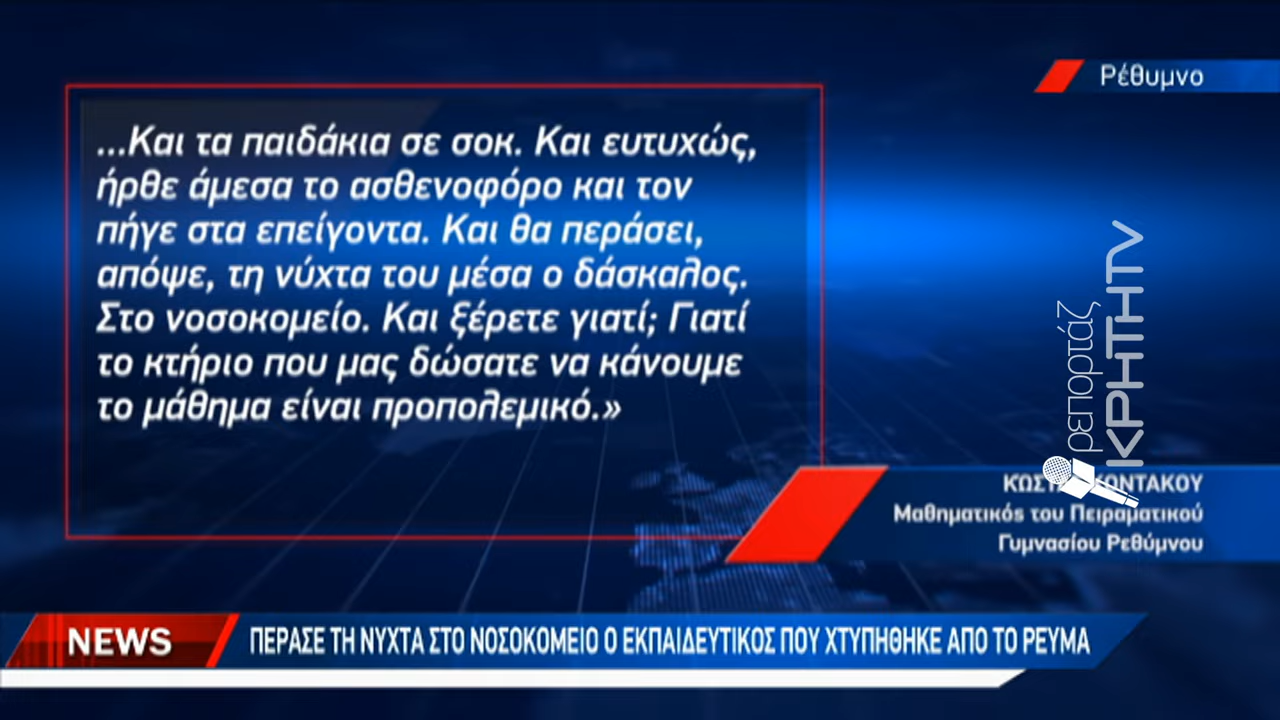 Ρέθυμνο
...Και τα παιδάκια σε σοκ. Και ευτυχώς,
ήρθε άμεσα το ασθενοφόρο και τον
πήγε στα επείγοντα. Και θα περάσει,
απόψε, τη νύχτα του μέσα ο δάσκαλος.
Στο νοσοκομείο. Και ξέρετε γιατί; Γιατί
το κτήριο που μας δώσατε να κάνουμε
το μάθημα είναι προπολεμικό.»
ρεπορτάζ
ΚΡΗΤΗTV
Μαθηματικός του Πειραματικού
Γυμνασίου Ρεθύμνου
NEWS
ΠΕΡΑΣΕ ΤΗ ΝΥΧΤΑ ΣΤΟ ΝΟΣΟΚΟΜΕΙΟ Ο ΕΚΠΑΙΔΕΥΤΙΚΟΣ ΠΟΥ ΧΤΥΠΗΘΗΚΕ ΑΠΟ ΤΟ ΡΕΥΜΑ